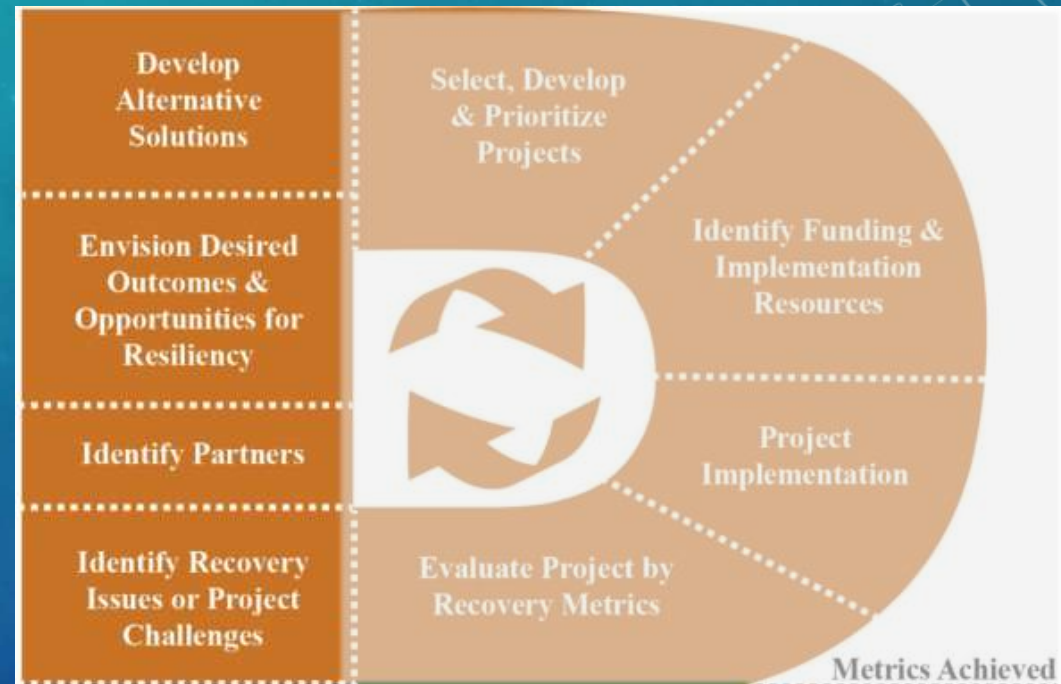 Develop
Alternative
Solutions
Envision Desired
Outcomes &
Opportunities for
Resiliency
Identify Partners
Identify Recovery
Issues or Project
Challenges
Select, Develop
& Prioritize
Projects
Identify Funding &
Implementation
Resources
Project
Implementation
Evaluate Project by
Recovery Metrics
Metrics Achieved